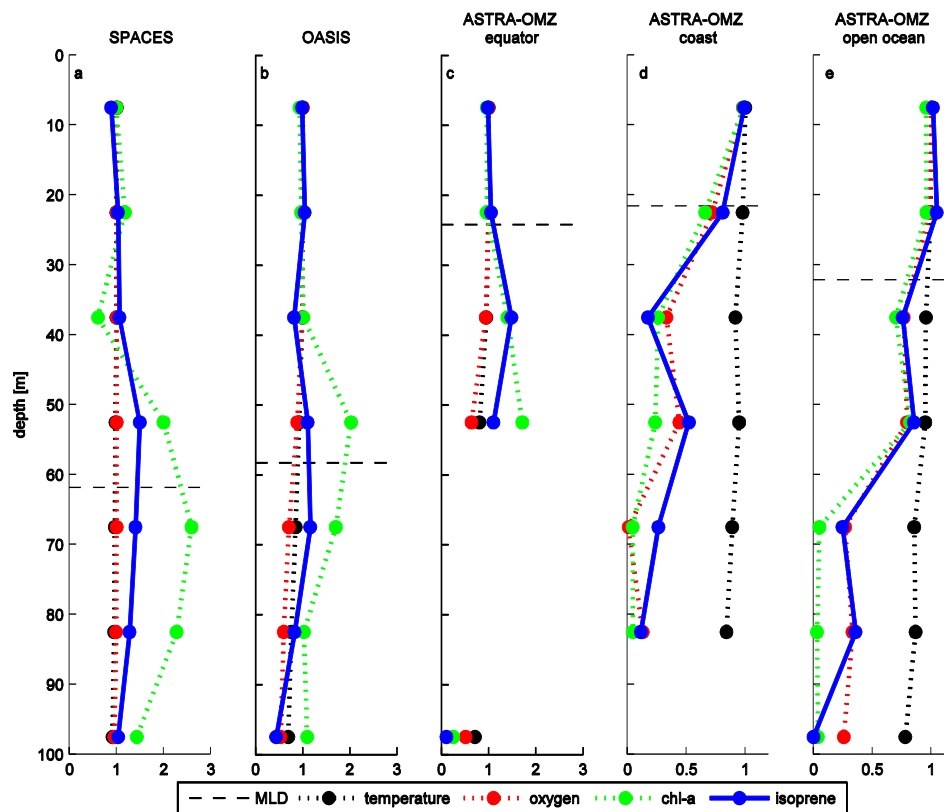 SPACES
OASIS
ASTRA-OMZ
equator
ASTRA-OMZ
coast
ASTRA-OMZ
open ocean
a
b
c
d
e
depth [m]
0
10
20
30
40
50
60
70
80
90
100
0 1 2 3
0 1 2 3
0 1 2 3
0 0.5 1
0 0.5 1
MLD temperature oxygen chl-a isoprene